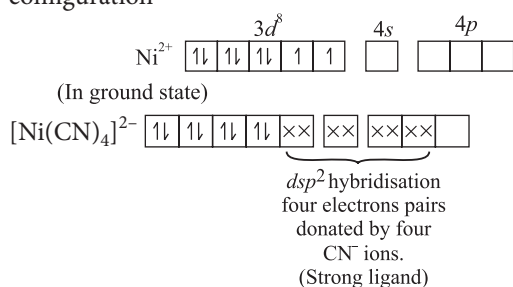 configuration
3d⁸ 4s 4p
Ni²⁺ ⥮ ⥮ ⥮ ↿ ↿
(In ground state)
[Ni(CN)₄]²⁻ ⥮ ⥮ ⥮ ⥮ ×× ×× ×× ××
dsp² hybridisation
four electrons pairs
donated by four
CN⁻ ions.
(Strong ligand)